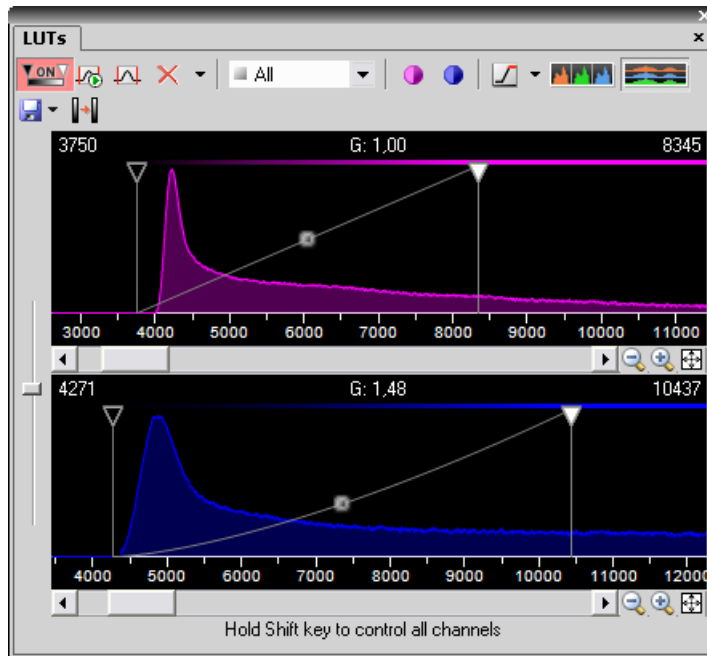 LUTs
ON All
3750 G: 1,00 8345
3000 4000 5000 6000 7000 8000 9000 10000 11000
4271 G: 1,48 10437
4000 5000 6000 7000 8000 9000 10000 11000 12000
Hold Shift key to control all channels